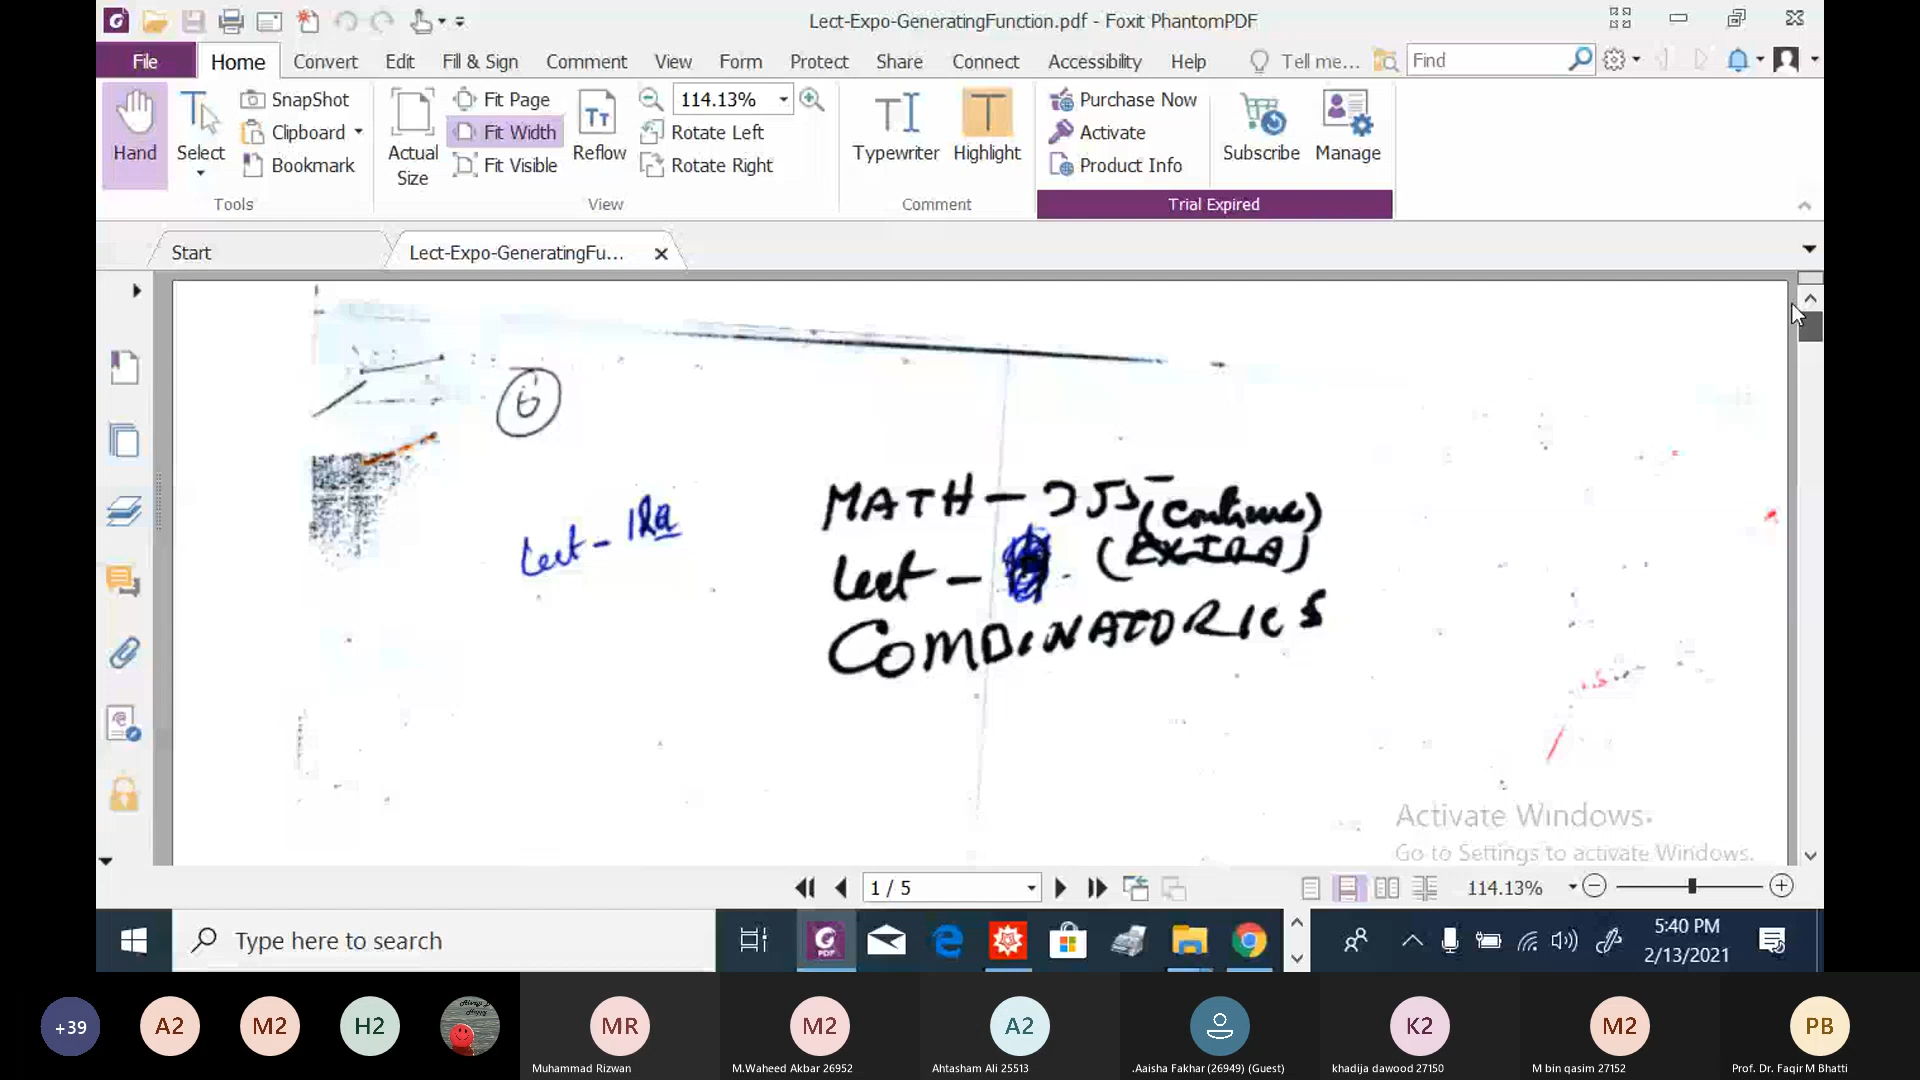 Lect-Expo-GeneratingFunction.pdf - Foxit PhantomPDF
File Home Convert Edit Fill & Sign Comment View Form Protect Share Connect Accessibility Help Tell me... Find
Hand
Select
SnapShot
Clipboard
Bookmark
Tools
Actual Size
Fit Page
Fit Width
Fit Visible
Reflow
114.13%
Rotate Left
Rotate Right
View
Typewriter
Highlight
Comment
Purchase Now
Activate
Product Info
Trial Expired
Subscribe
Manage
Start
Lect-Expo-GeneratingFu...
6
MATH - 355 (Continue)
Lect -
Lect - (EXTRA)
COMBINATORICS
Activate Windows
Go to Settings to activate Windows.
1 / 5
114.13%
Type here to search
5:40 PM
2/13/2021
+39
A2
M2
H2
Always
Happy
MR
Muhammad Rizwan
M2
M.Waheed Akbar 26952
A2
Ahtasham Ali 25513
.Aaisha Fakhar (26949) (Guest)
K2
khadija dawood 27150
M2
M bin qasim 27152
PB
Prof. Dr. Faqir M Bhatti